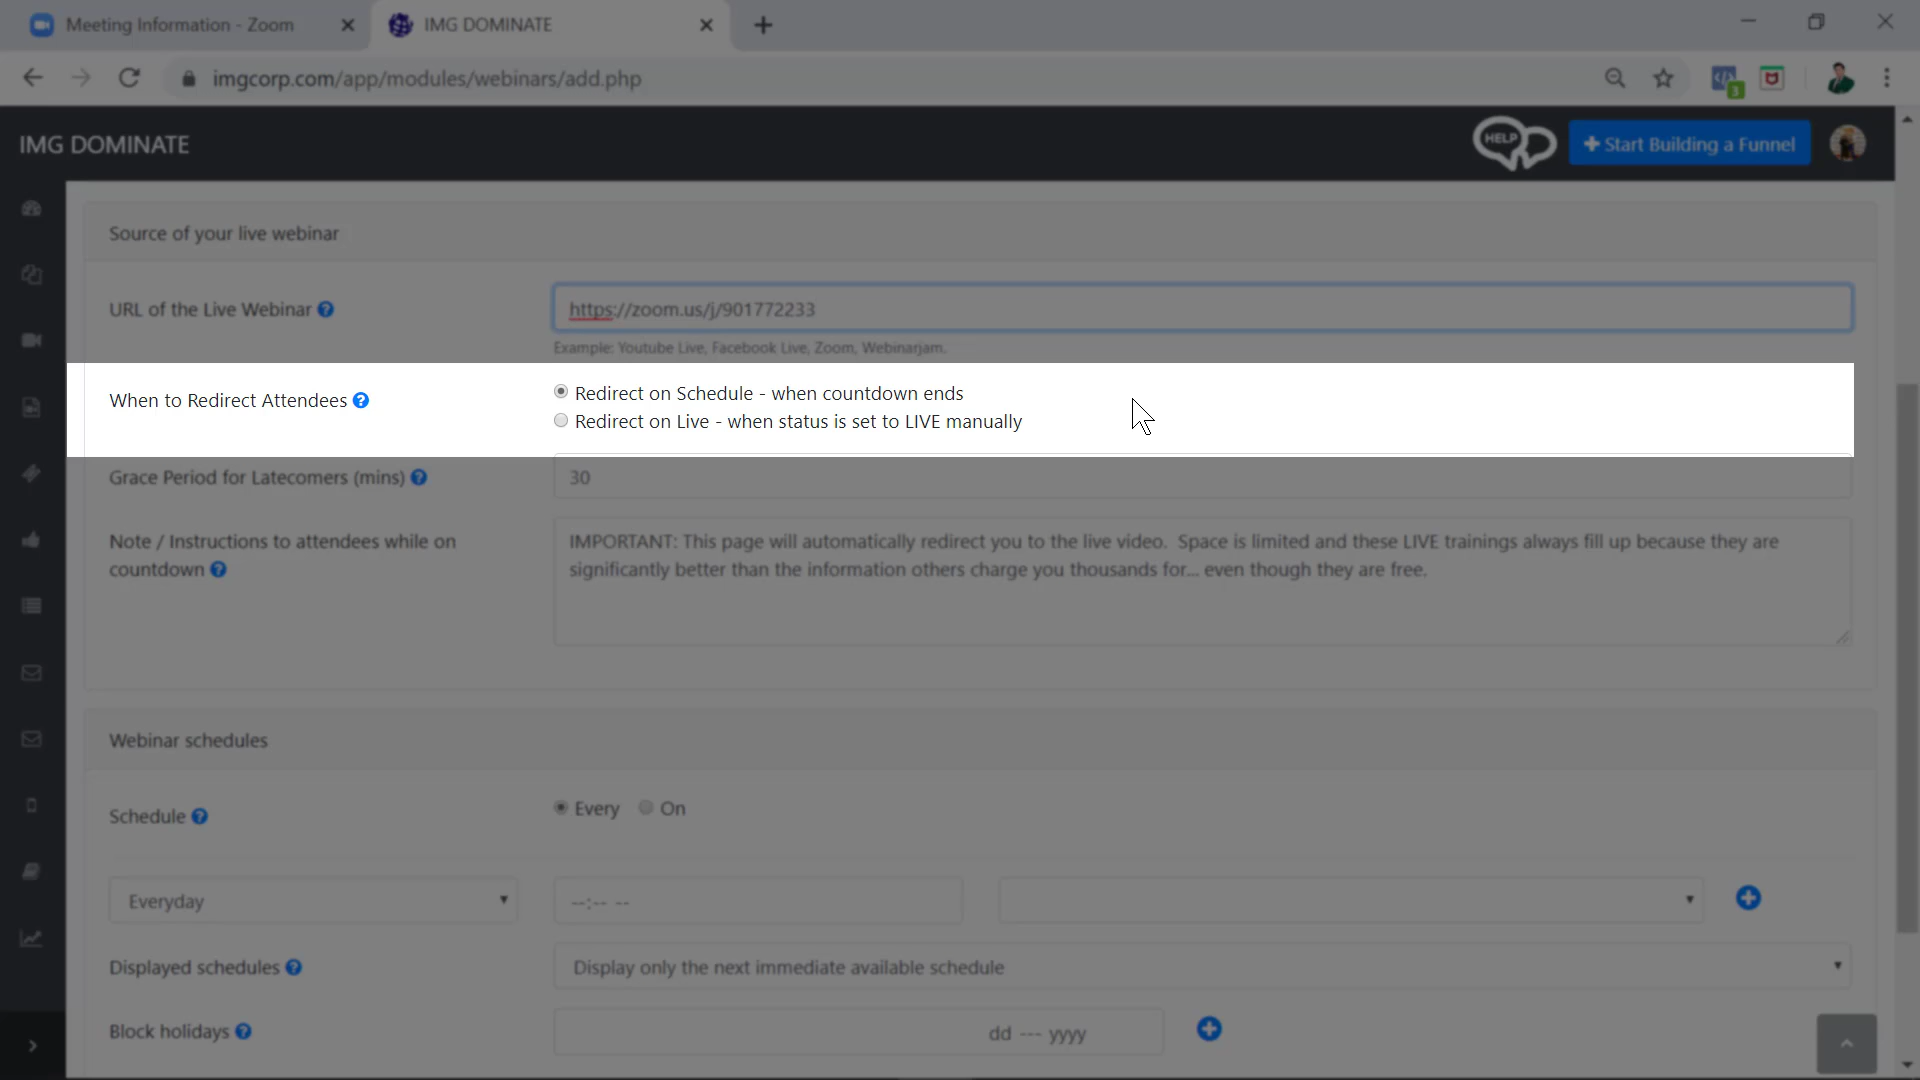 Meeting Information - Zoom
IMG DOMINATE
imgcorp.com/app/modules/webinars/add.php
3
IMG DOMINATE
HELP
Start Building a Funnel
Source of your live webinar
URL of the Live Webinar
https://zoom.us/j/901772233
Example: Youtube Live, Facebook Live, Zoom, Webinarjam.
When to Redirect Attendees
Redirect on Schedule - when countdown ends
Redirect on Live - when status is set to LIVE manually
Grace Period for Latecomers (mins)
30
Note / Instructions to attendees while on
countdown
IMPORTANT: This page will automatically redirect you to the live video. Space is limited and these LIVE trainings always fill up because they are
significantly better than the information others charge you thousands for... even though they are free.
Webinar schedules
Schedule
Every
On
Everyday
--:-- --
Displayed schedules
Display only the next immediate available schedule
Block holidays
dd --- yyyy